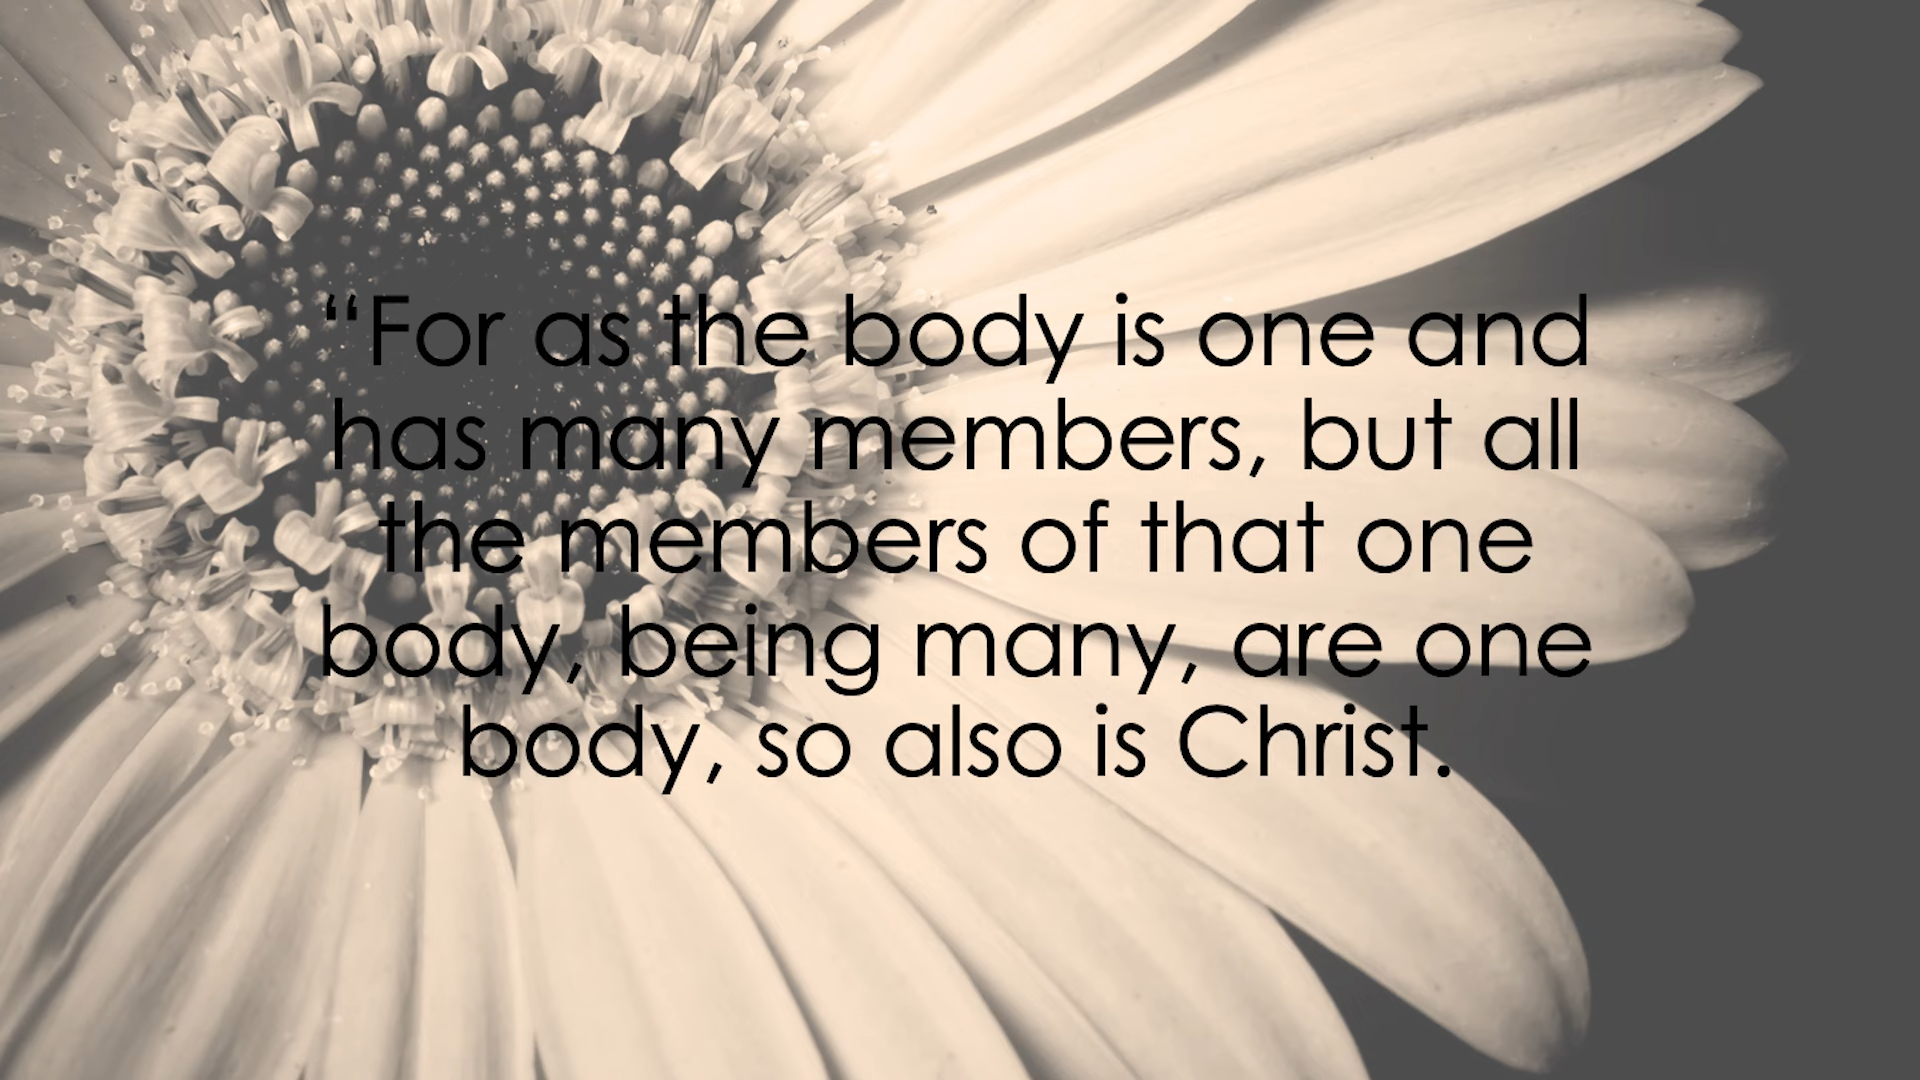 “For as the body is one and
has many members, but all
the members of that one
body, being many, are one
body, so also is Christ.